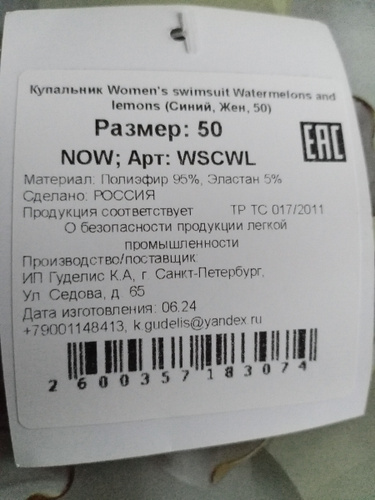 Купальник Women's swimsuit Watermelons and
lemons (Синий, Жен, 50)
Размер: 50
NOW; Арт: WSCWL
EAC
Материал: Полиэфир 95%, Эластан 5%
Сделано: РОССИЯ
Продукция соответствует ТР ТС 017/2011
О безопасности продукции легкой
промышленности
Производство/поставщик:
ИП Гуделис К.А, г. Санкт-Петербург,
Ул. Седова, д. 65
Дата изготовления: 06.24
+79001148413, k.gudelis@yandex.ru
2600357183074